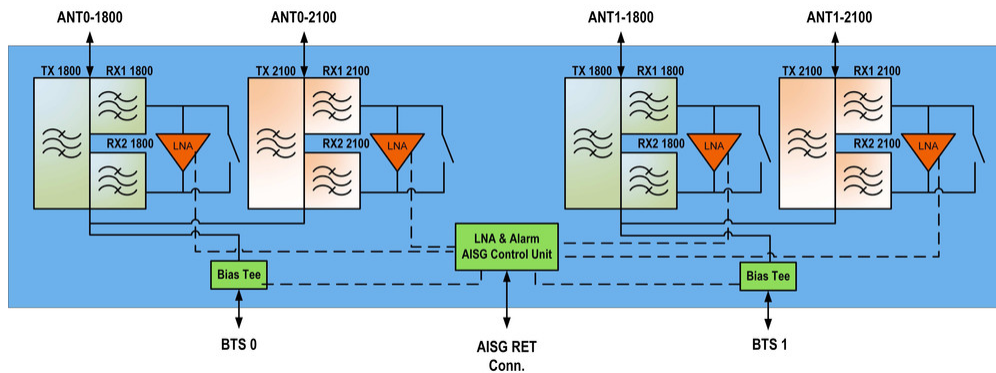 ANT0-1800
ANT0-2100
ANT1-1800
ANT1-2100
TX 1800
RX1 1800
TX 2100
RX1 2100
TX 1800
RX1 1800
TX 2100
RX1 2100
LNA
LNA
LNA
LNA
RX2 1800
RX2 2100
RX2 1800
RX2 2100
LNA & Alarm
AISG Control Unit
Bias Tee
Bias Tee
BTS 0
AISG RET
Conn.
BTS 1